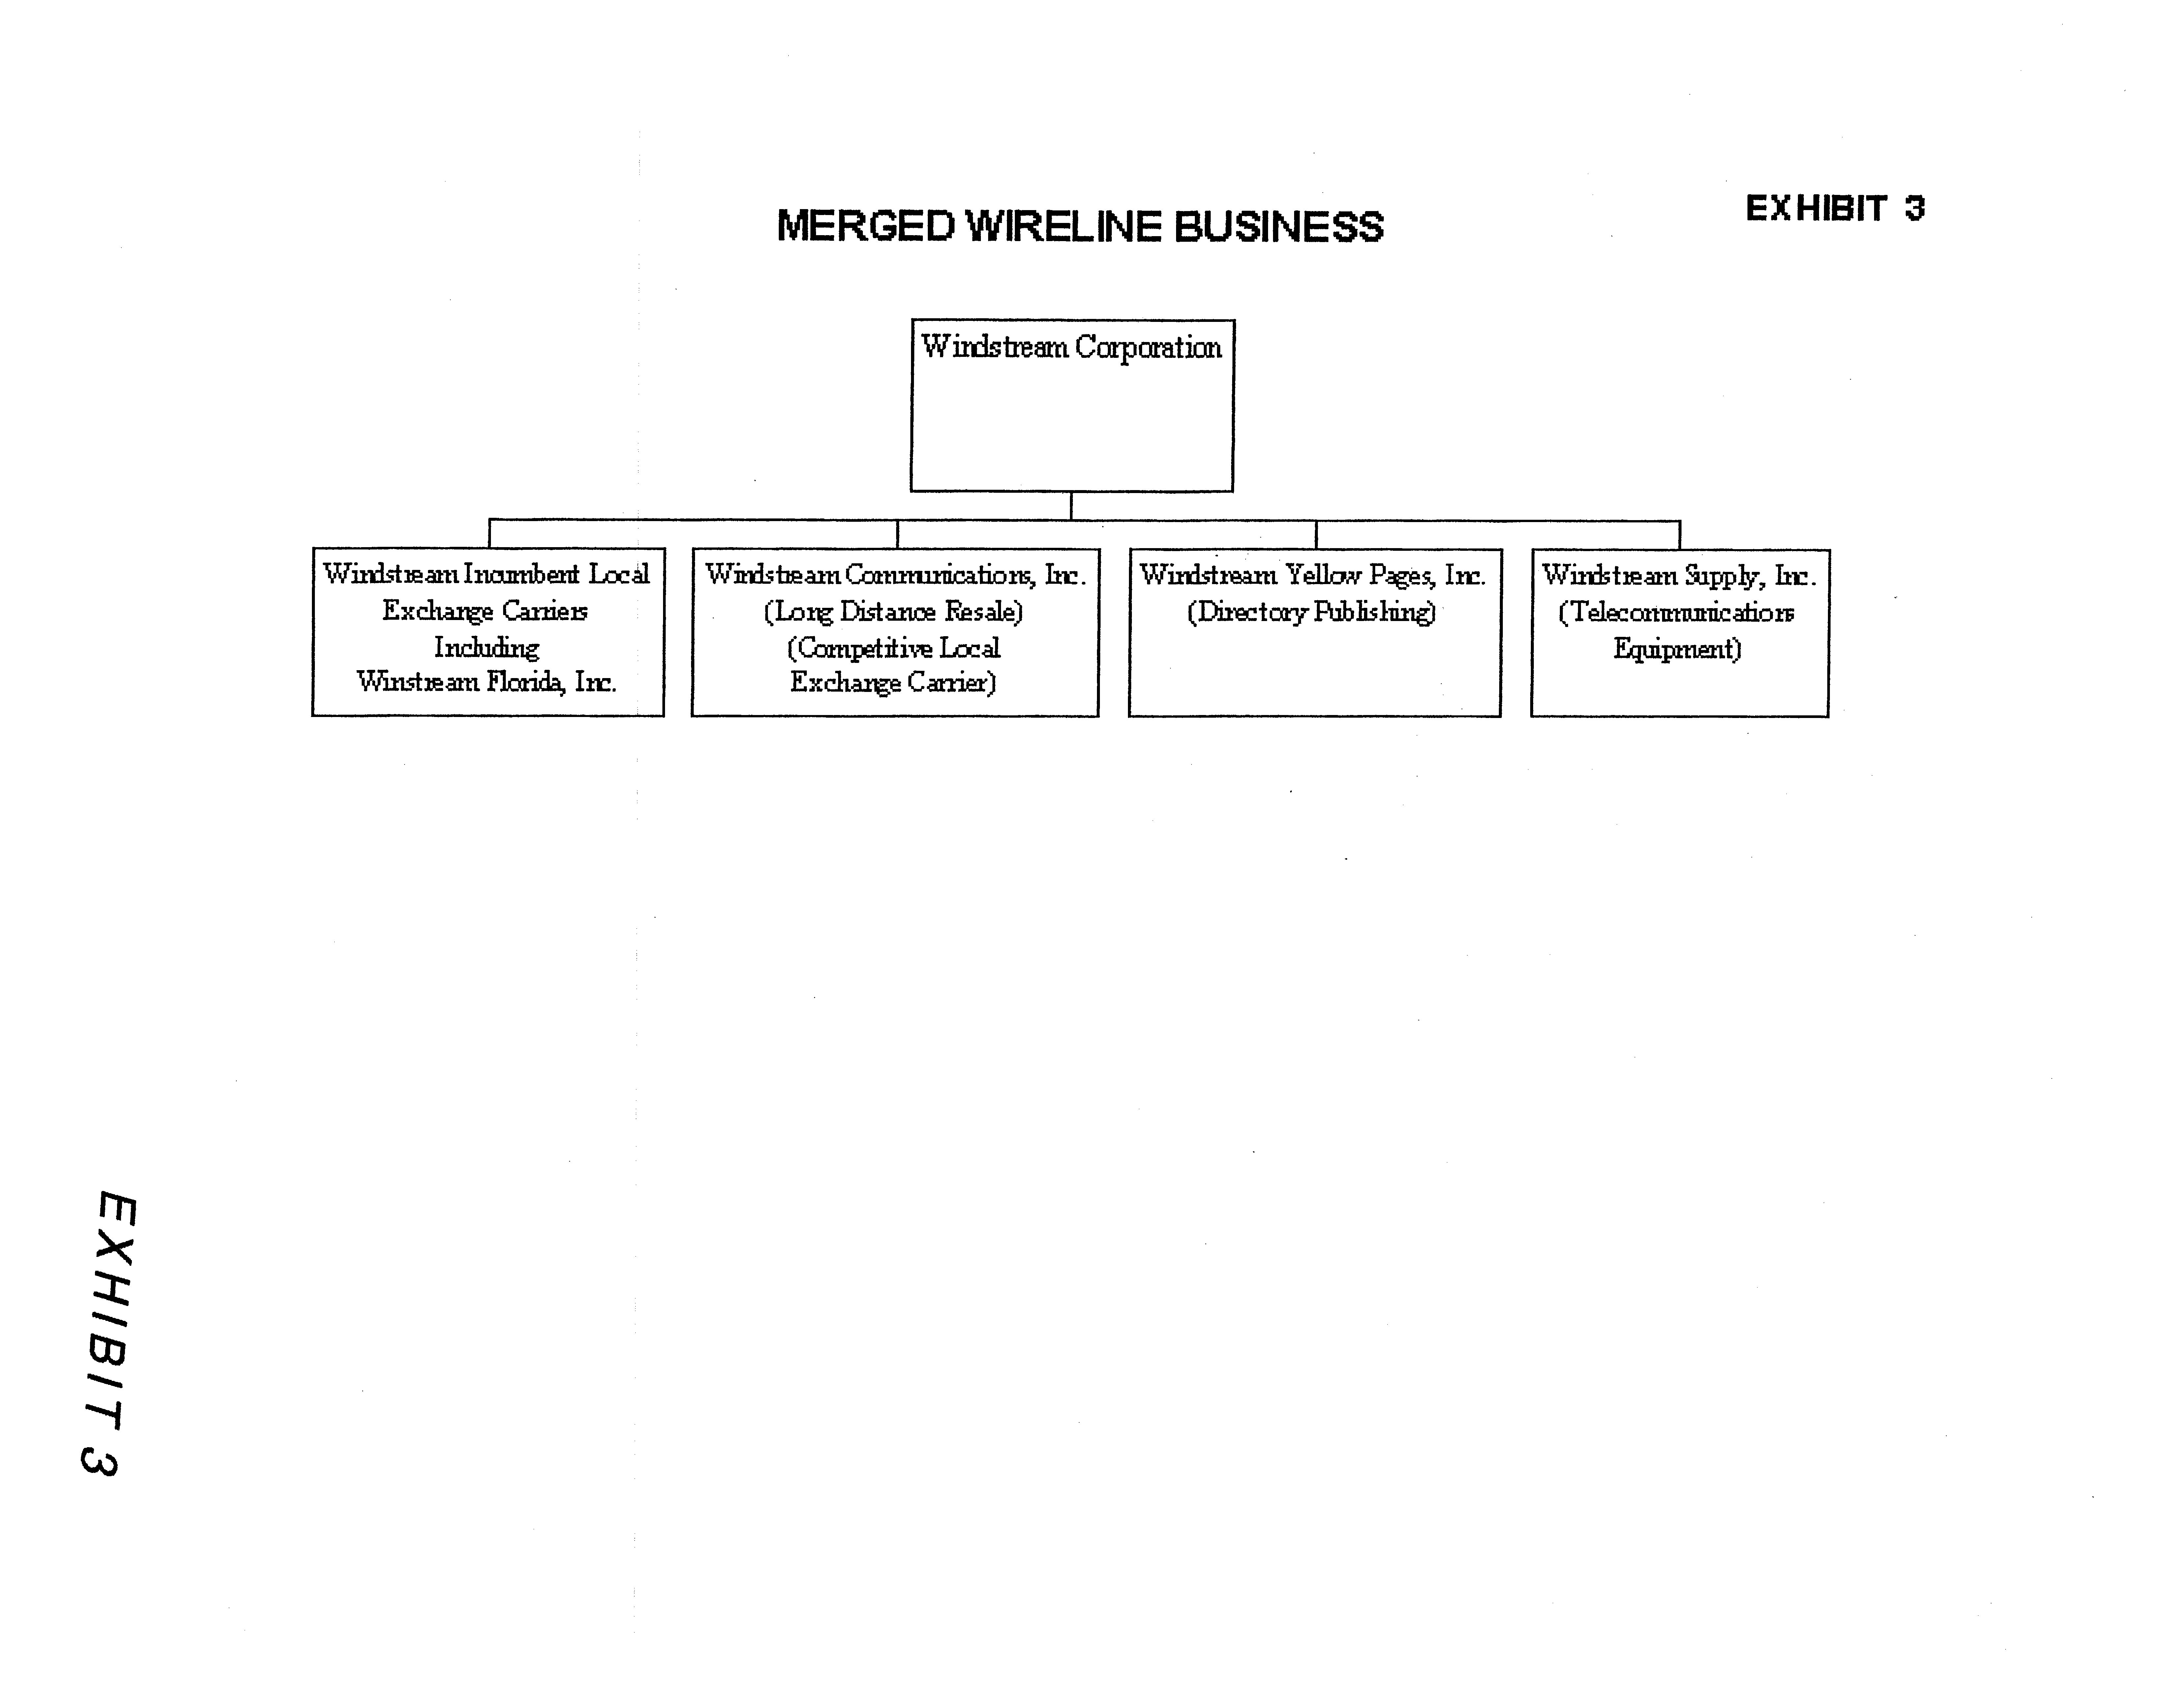 EXHIBIT 3
MERGED WIRELINE BUSINESS
Windstream Corporation
Windstream Incumbent Local
Exchange Carriers
Including
Winstream Florida, Inc.
Windstream Communications, Inc.
(Long Distance Resale)
(Competitive Local
Exchange Carrier)
Windstream Yellow Pages, Inc.
(Directory Publishing)
Windstream Supply, Inc.
(Telecommunications
Equipment)
EXHIBIT 3